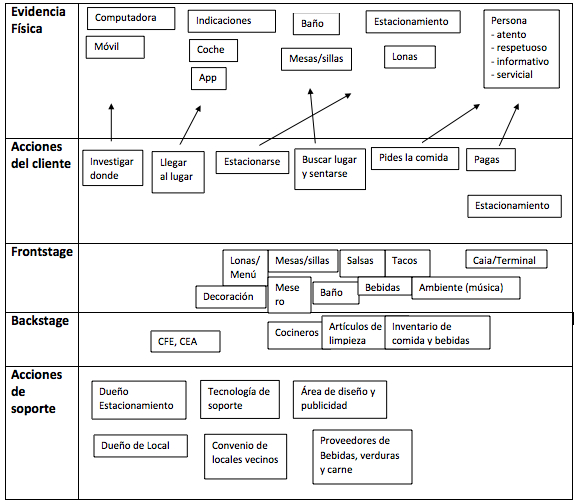 Evidencia
Física
Computadora
Móvil
Indicaciones
Coche
App
Baño
Mesas/sillas
Estacionamiento
Lonas
Persona
- atento
- respetuoso
- informativo
- servicial
Acciones
del cliente
Investigar
donde
Llegar
al lugar
Estacionarse
Buscar lugar
y sentarse
Pides la comida
Pagas
Estacionamiento
Frontstage
Lonas/
Menú
Mesas/sillas
Salsas
Tacos
Caia/Terminal
Decoración
Mese
ro
Baño
Bebidas
Ambiente (música)
Backstage
CFE, CEA
Cocineros
Artículos de
limpieza
Inventario de
comida y bebidas
Acciones
de
soporte
Dueño
Estacionamiento
Tecnología de
soporte
Área de diseño y
publicidad
Dueño de Local
Convenio de
locales vecinos
Proveedores de
Bebidas, verduras
y carne